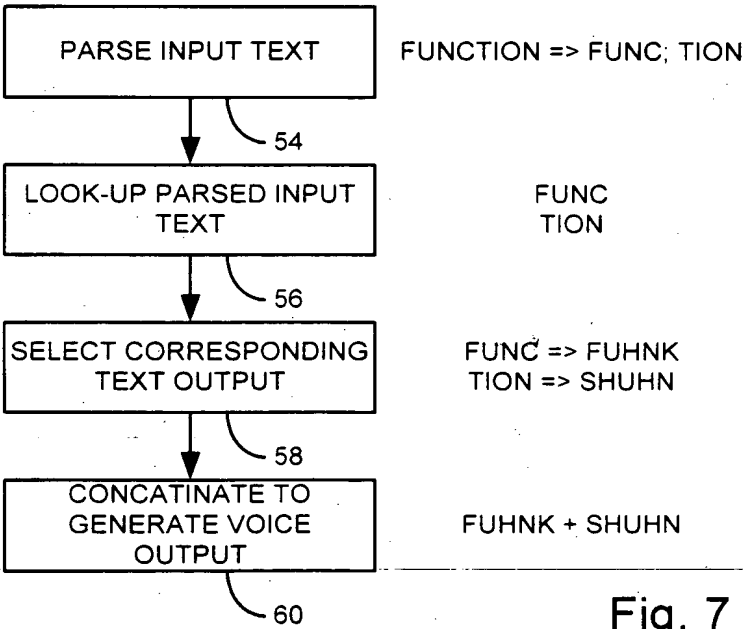 PARSE INPUT TEXT
FUNCTION => FUNC; TION
54
LOOK-UP PARSED INPUT
TEXT
FUNC
TION
56
SELECT CORRESPONDING
TEXT OUTPUT
FUNC => FUHNK
TION => SHUHN
58
CONCATINATE TO
GENERATE VOICE
OUTPUT
FUHNK + SHUHN
60
Fig. 7